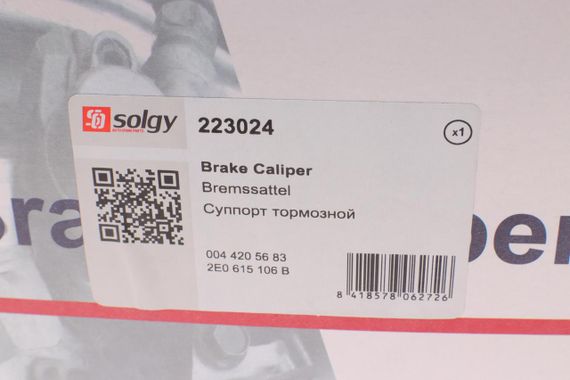 solgy
223024
x1
Brake Caliper
Bremssattel
Суппорт тормозной
004 420 56 83
2E0 615 106 B
8 418578 062726